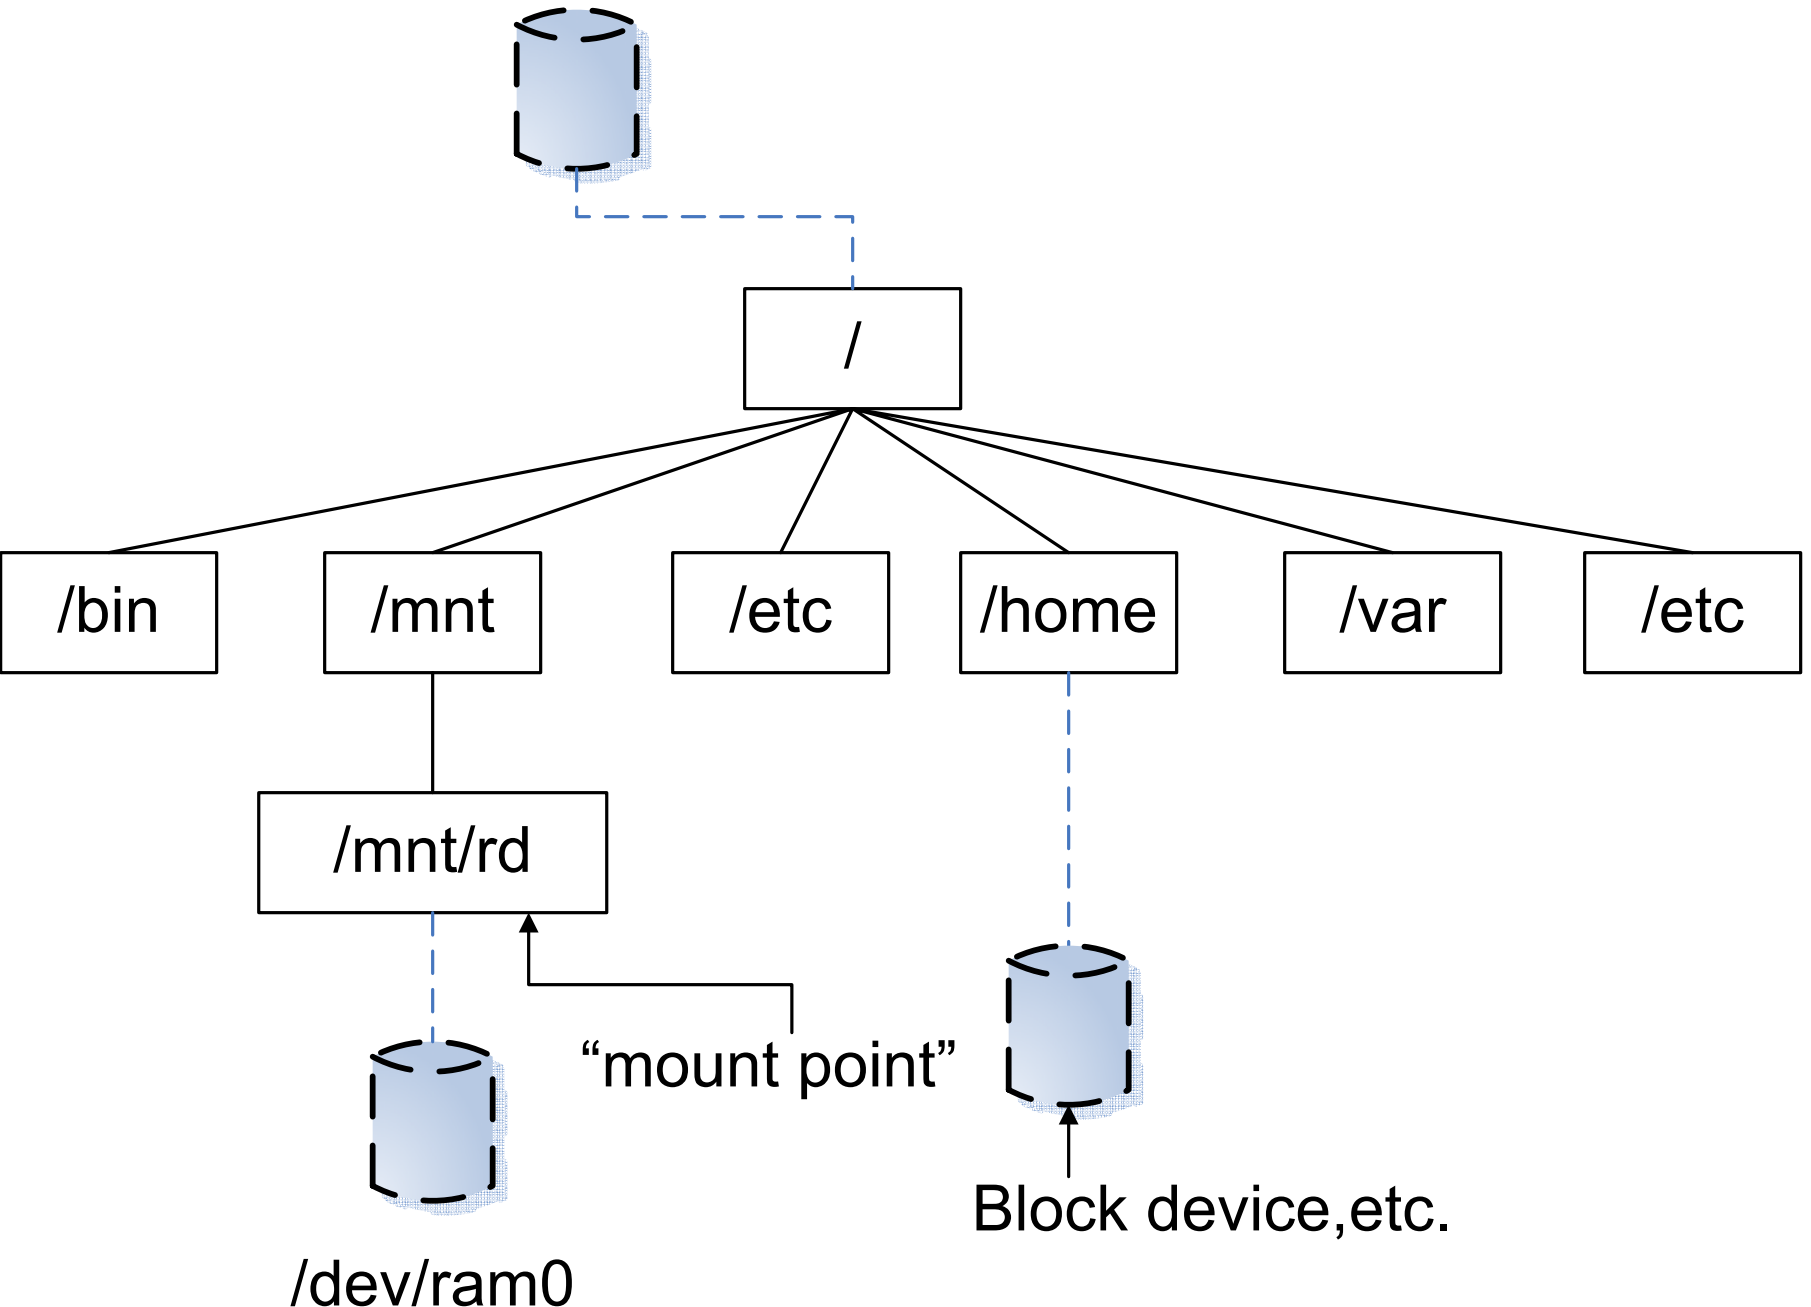 /
/bin
/mnt
/etc
/home
/var
/etc
/mnt/rd
“mount point”
Block device,etc.
/dev/ram0